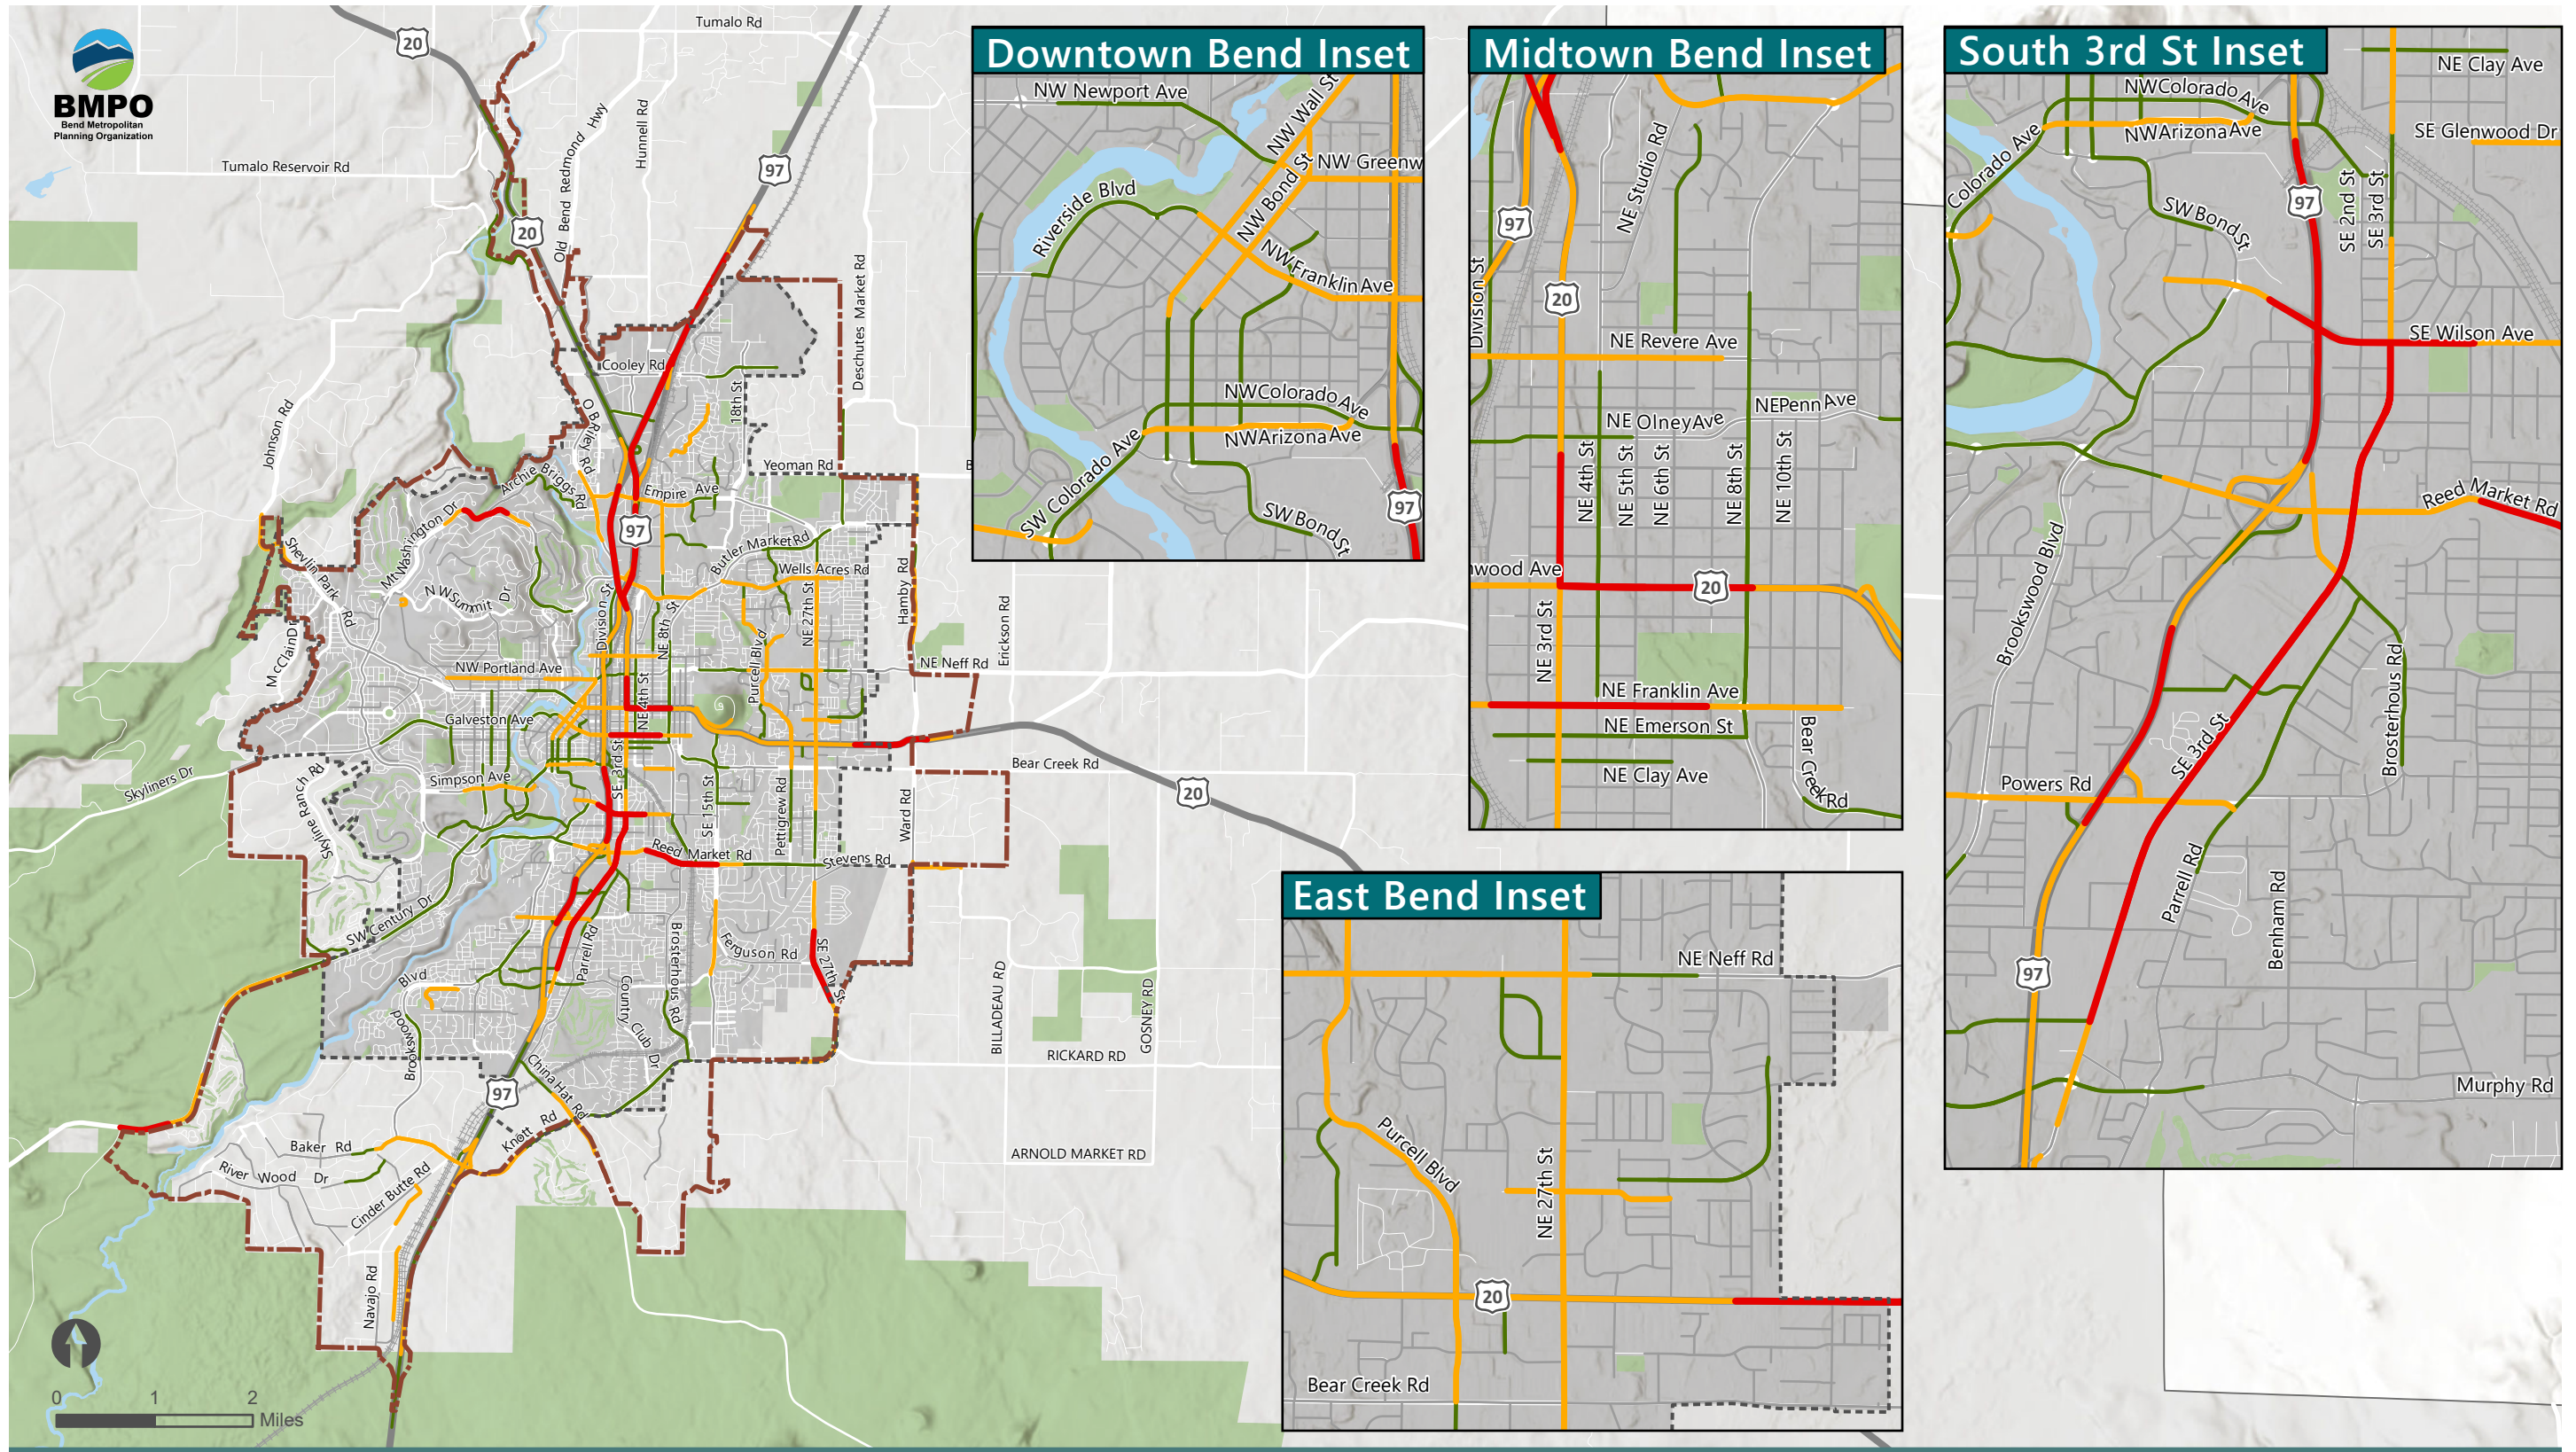 BMPO
Bend Metropolitan
Planning Organization
20
Tumalo Rd
Tumalo Reservoir Rd
Old Bend Redmond Hwy
Hunnell Rd
97
20
Deschutes Market Rd
Cooley Rd
18th St
Johnson Rd
O B Riley Rd
Yeoman Rd
B
Archie Briggs Rd
Empire Ave
Mt Washington Dr
97
Butler Market Rd
Shevlin Park Rd
Wells Acres Rd
Hamby Rd
NW Summit Dr
Division St
NE 8th St
NE 27th St
Erickson Rd
McClain Dr
NW Portland Ave
Purcell Blvd
NE Neff Rd
NE 4th St
Galveston Ave
Skyliners Dr
Skyline Ranch Rd
Simpson Ave
SE 3rd St
SE 15th St
Pettigrew Rd
Ward Rd
Bear Creek Rd
20
Reed Market Rd
Stevens Rd
SW Century Dr
Parrell Rd
Brosterhous Rd
Ferguson Rd
SE 27th St
Brookswood Blvd
Country Club Dr
BILLADEAU RD
GOSNEY RD
RICKARD RD
97
China Hat Rd
Knott Rd
Baker Rd
River Wood Dr
Cinder Butte Rd
ARNOLD MARKET RD
Navajo Rd
0 1 2
Miles
Downtown Bend Inset
NW Newport Ave
NW Wall St
NW Greenw
Riverside Blvd
NW Bond St
NW Franklin Ave
NW Colorado Ave
NW Arizona Ave
SW Colorado Ave
SW Bond St
97
Midtown Bend Inset
97
NE Studio Rd
20
Division St
NE Revere Ave
NE Olney Ave
NE Penn Ave
NE 4th St
NE 5th St
NE 6th St
NE 8th St
NE 10th St
nwood Ave
20
NE 3rd St
NE Franklin Ave
NE Emerson St
NE Clay Ave
Bear Creek Rd
South 3rd St Inset
NE Clay Ave
NW Colorado Ave
NW Arizona Ave
SE Glenwood Dr
Colorado Ave
97
SE 2nd St
SE 3rd St
SW Bond St
SE Wilson Ave
Reed Market Rd
Brookswood Blvd
Brosterhous Rd
SE 3rd St
Powers Rd
Parrell Rd
Benham Rd
97
Murphy Rd
East Bend Inset
NE Neff Rd
Purcell Blvd
NE 27th St
20
Bear Creek Rd